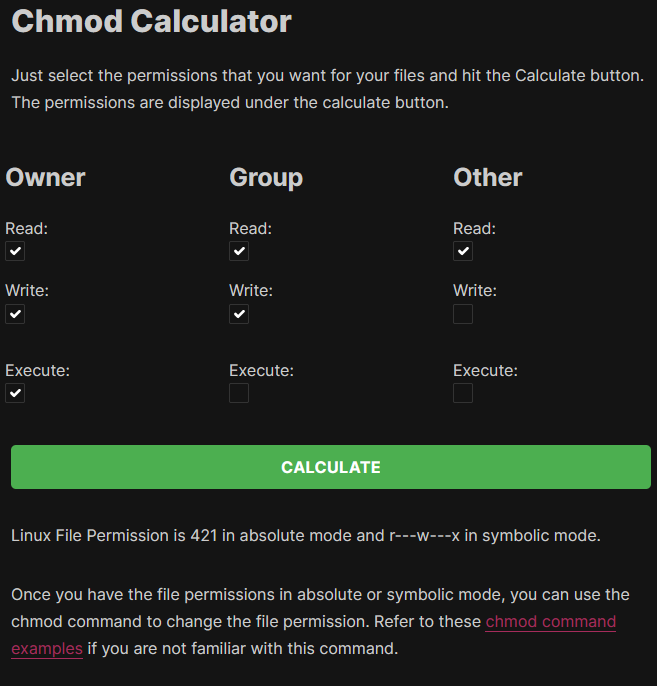 Chmod Calculator
Just select the permissions that you want for your files and hit the Calculate button.
The permissions are displayed under the calculate button.
Owner Group Other
Read: Read: Read:
Write: Write: Write:
Execute: Execute: Execute:
CALCULATE
Linux File Permission is 421 in absolute mode and r---w---x in symbolic mode.
Once you have the file permissions in absolute or symbolic mode, you can use the
chmod command to change the file permission. Refer to these chmod command
examples if you are not familiar with this command.